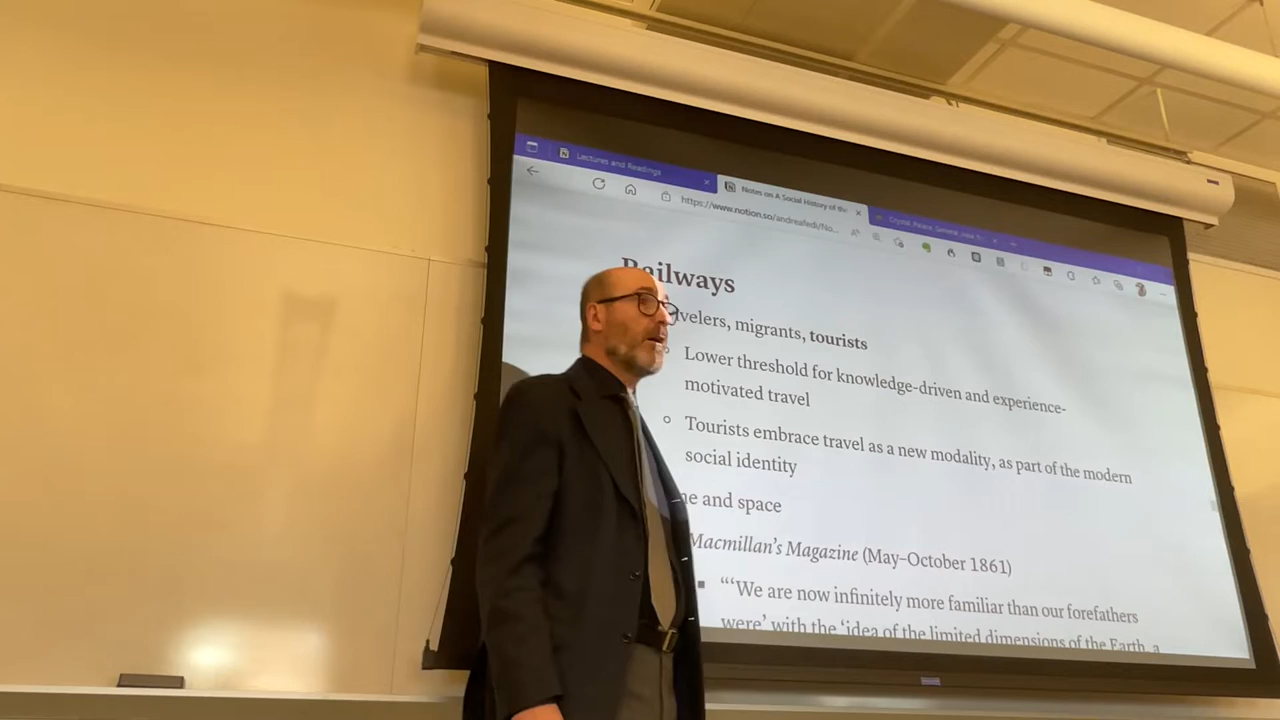 Lectures and Readings
Notes on A Social History of the
Crystal_Palace_General_view_f
https://www.notion.so/andreafedi/No...
Railways
velers, migrants, tourists
Lower threshold for knowledge-driven and experience-
motivated travel
Tourists embrace travel as a new modality, as part of the modern
social identity
e and space
Macmillan’s Magazine (May–October 1861)
“‘We are now infinitely more familiar than our forefathers
were’ with the ‘idea of the limited dimensions of the Earth, a